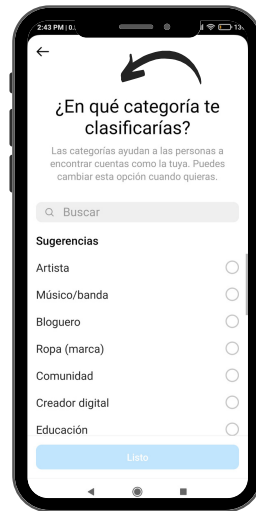 2:43 PM | 0.
¿En qué categoría te
clasificarías?
Las categorías ayudan a las personas a
encontrar cuentas como la tuya. Puedes
cambiar esta opción cuando quieras.
Buscar
Sugerencias
Artista
Músico/banda
Bloguero
Ropa (marca)
Comunidad
Creador digital
Educación
Listo